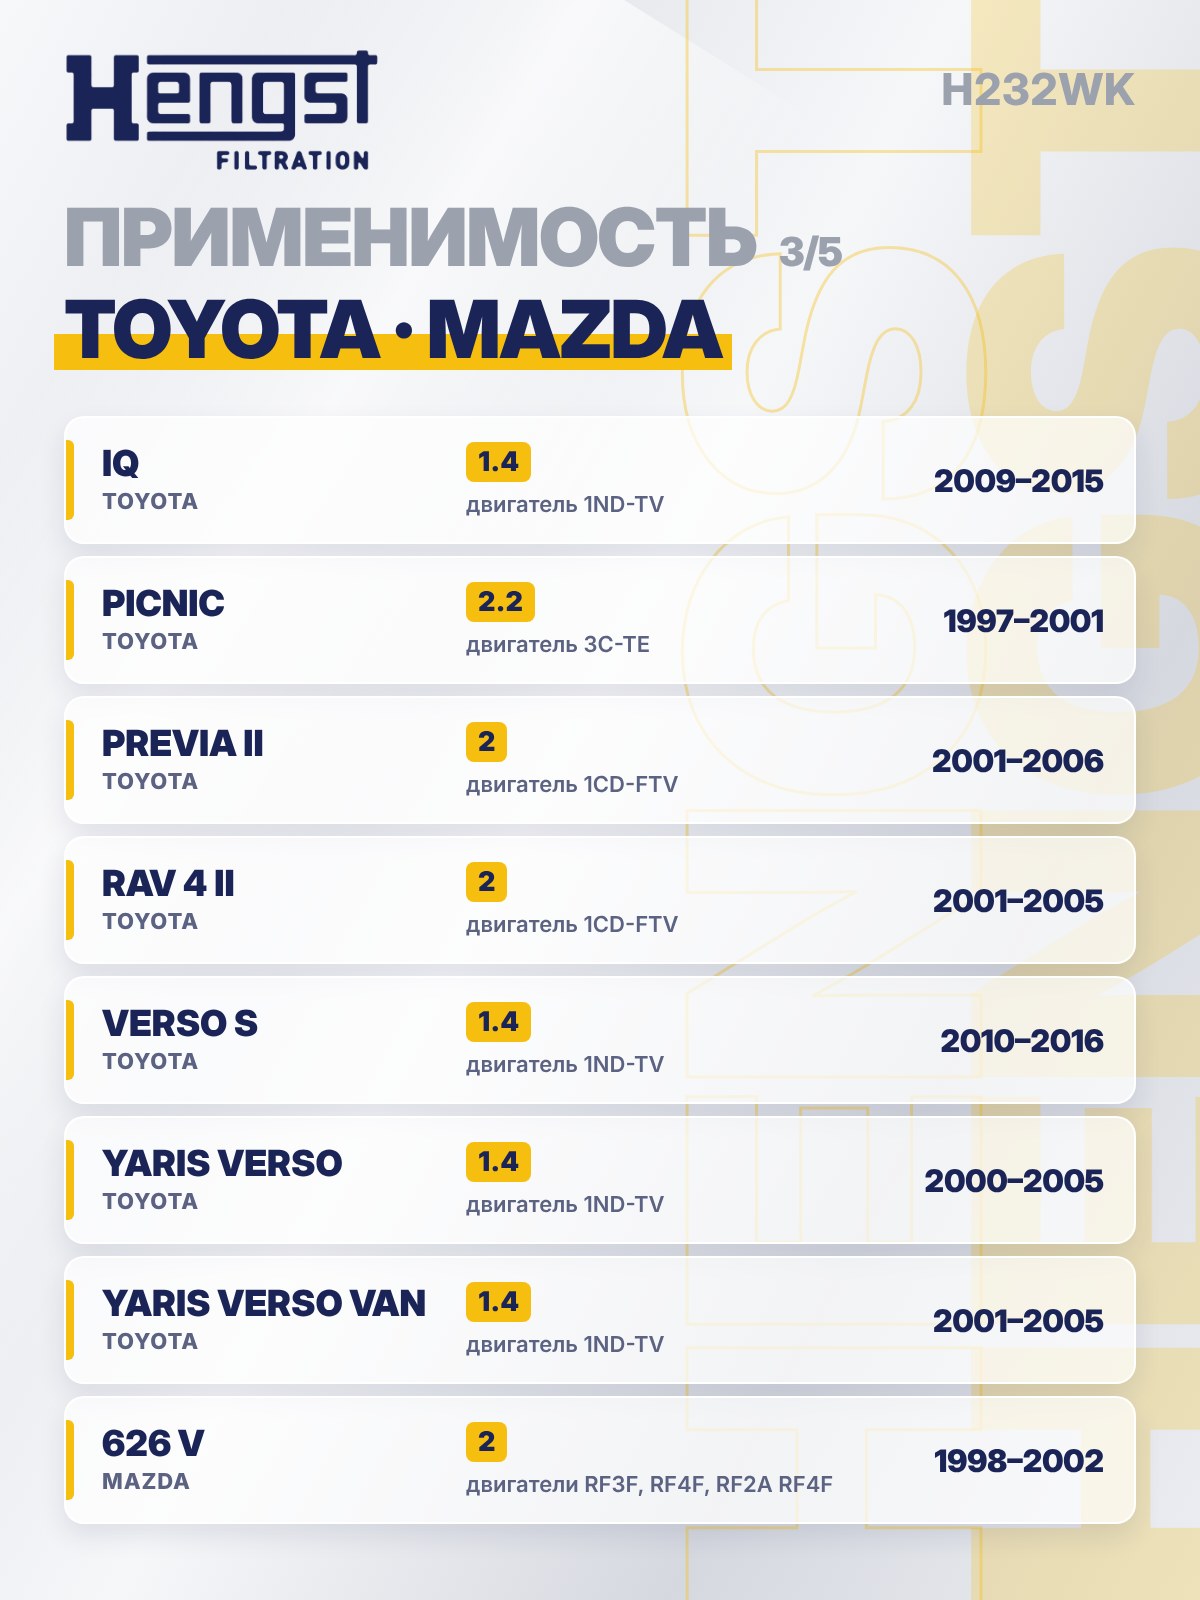 Hengst
FILTRATION
H232WK
ПРИМЕНИМОСТЬ 3/5
TOYOTA · MAZDA
IQ
TOYOTA
1.4
двигатель 1ND-TV
2009–2015
PICNIC
TOYOTA
2.2
двигатель 3C-TE
1997–2001
PREVIA II
TOYOTA
2
двигатель 1CD-FTV
2001–2006
RAV 4 II
TOYOTA
2
двигатель 1CD-FTV
2001–2005
VERSO S
TOYOTA
1.4
двигатель 1ND-TV
2010–2016
YARIS VERSO
TOYOTA
1.4
двигатель 1ND-TV
2000–2005
YARIS VERSO VAN
TOYOTA
1.4
двигатель 1ND-TV
2001–2005
626 V
MAZDA
2
двигатели RF3F, RF4F, RF2A RF4F
1998–2002
HENGST
HENGST